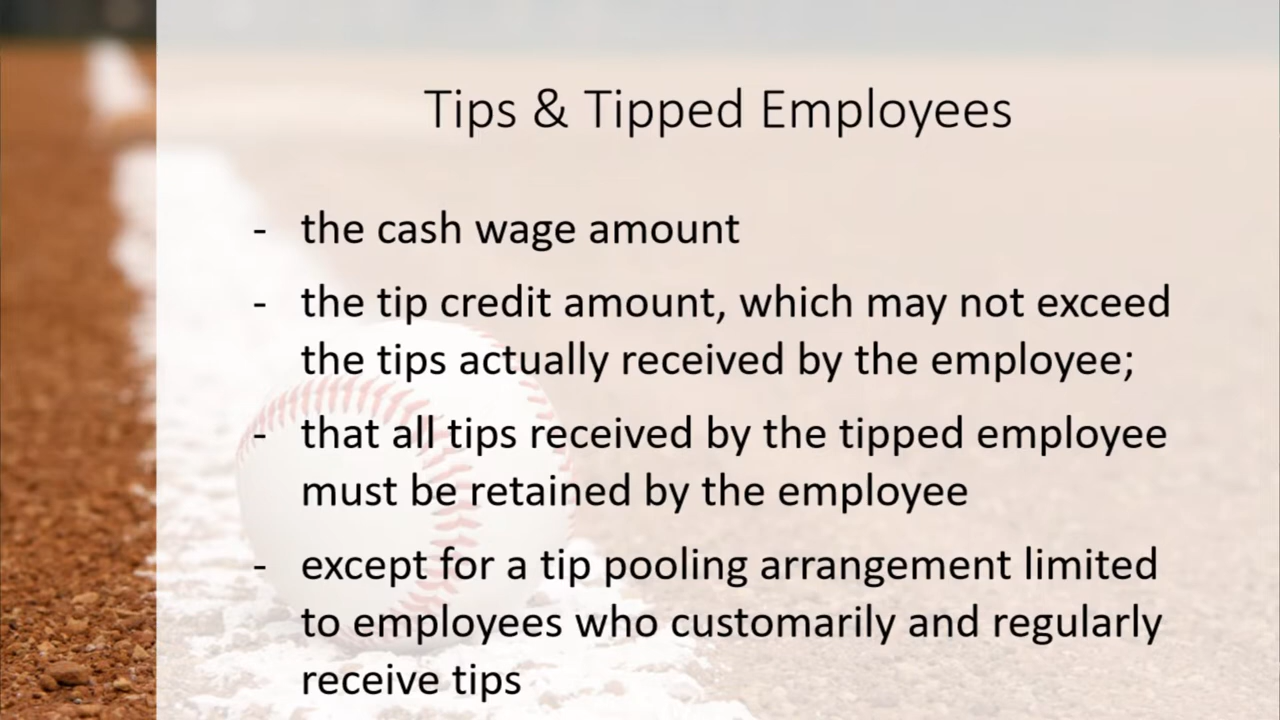 Tips & Tipped Employees
- the cash wage amount
- the tip credit amount, which may not exceed
the tips actually received by the employee;
- that all tips received by the tipped employee
must be retained by the employee
- except for a tip pooling arrangement limited
to employees who customarily and regularly
receive tips